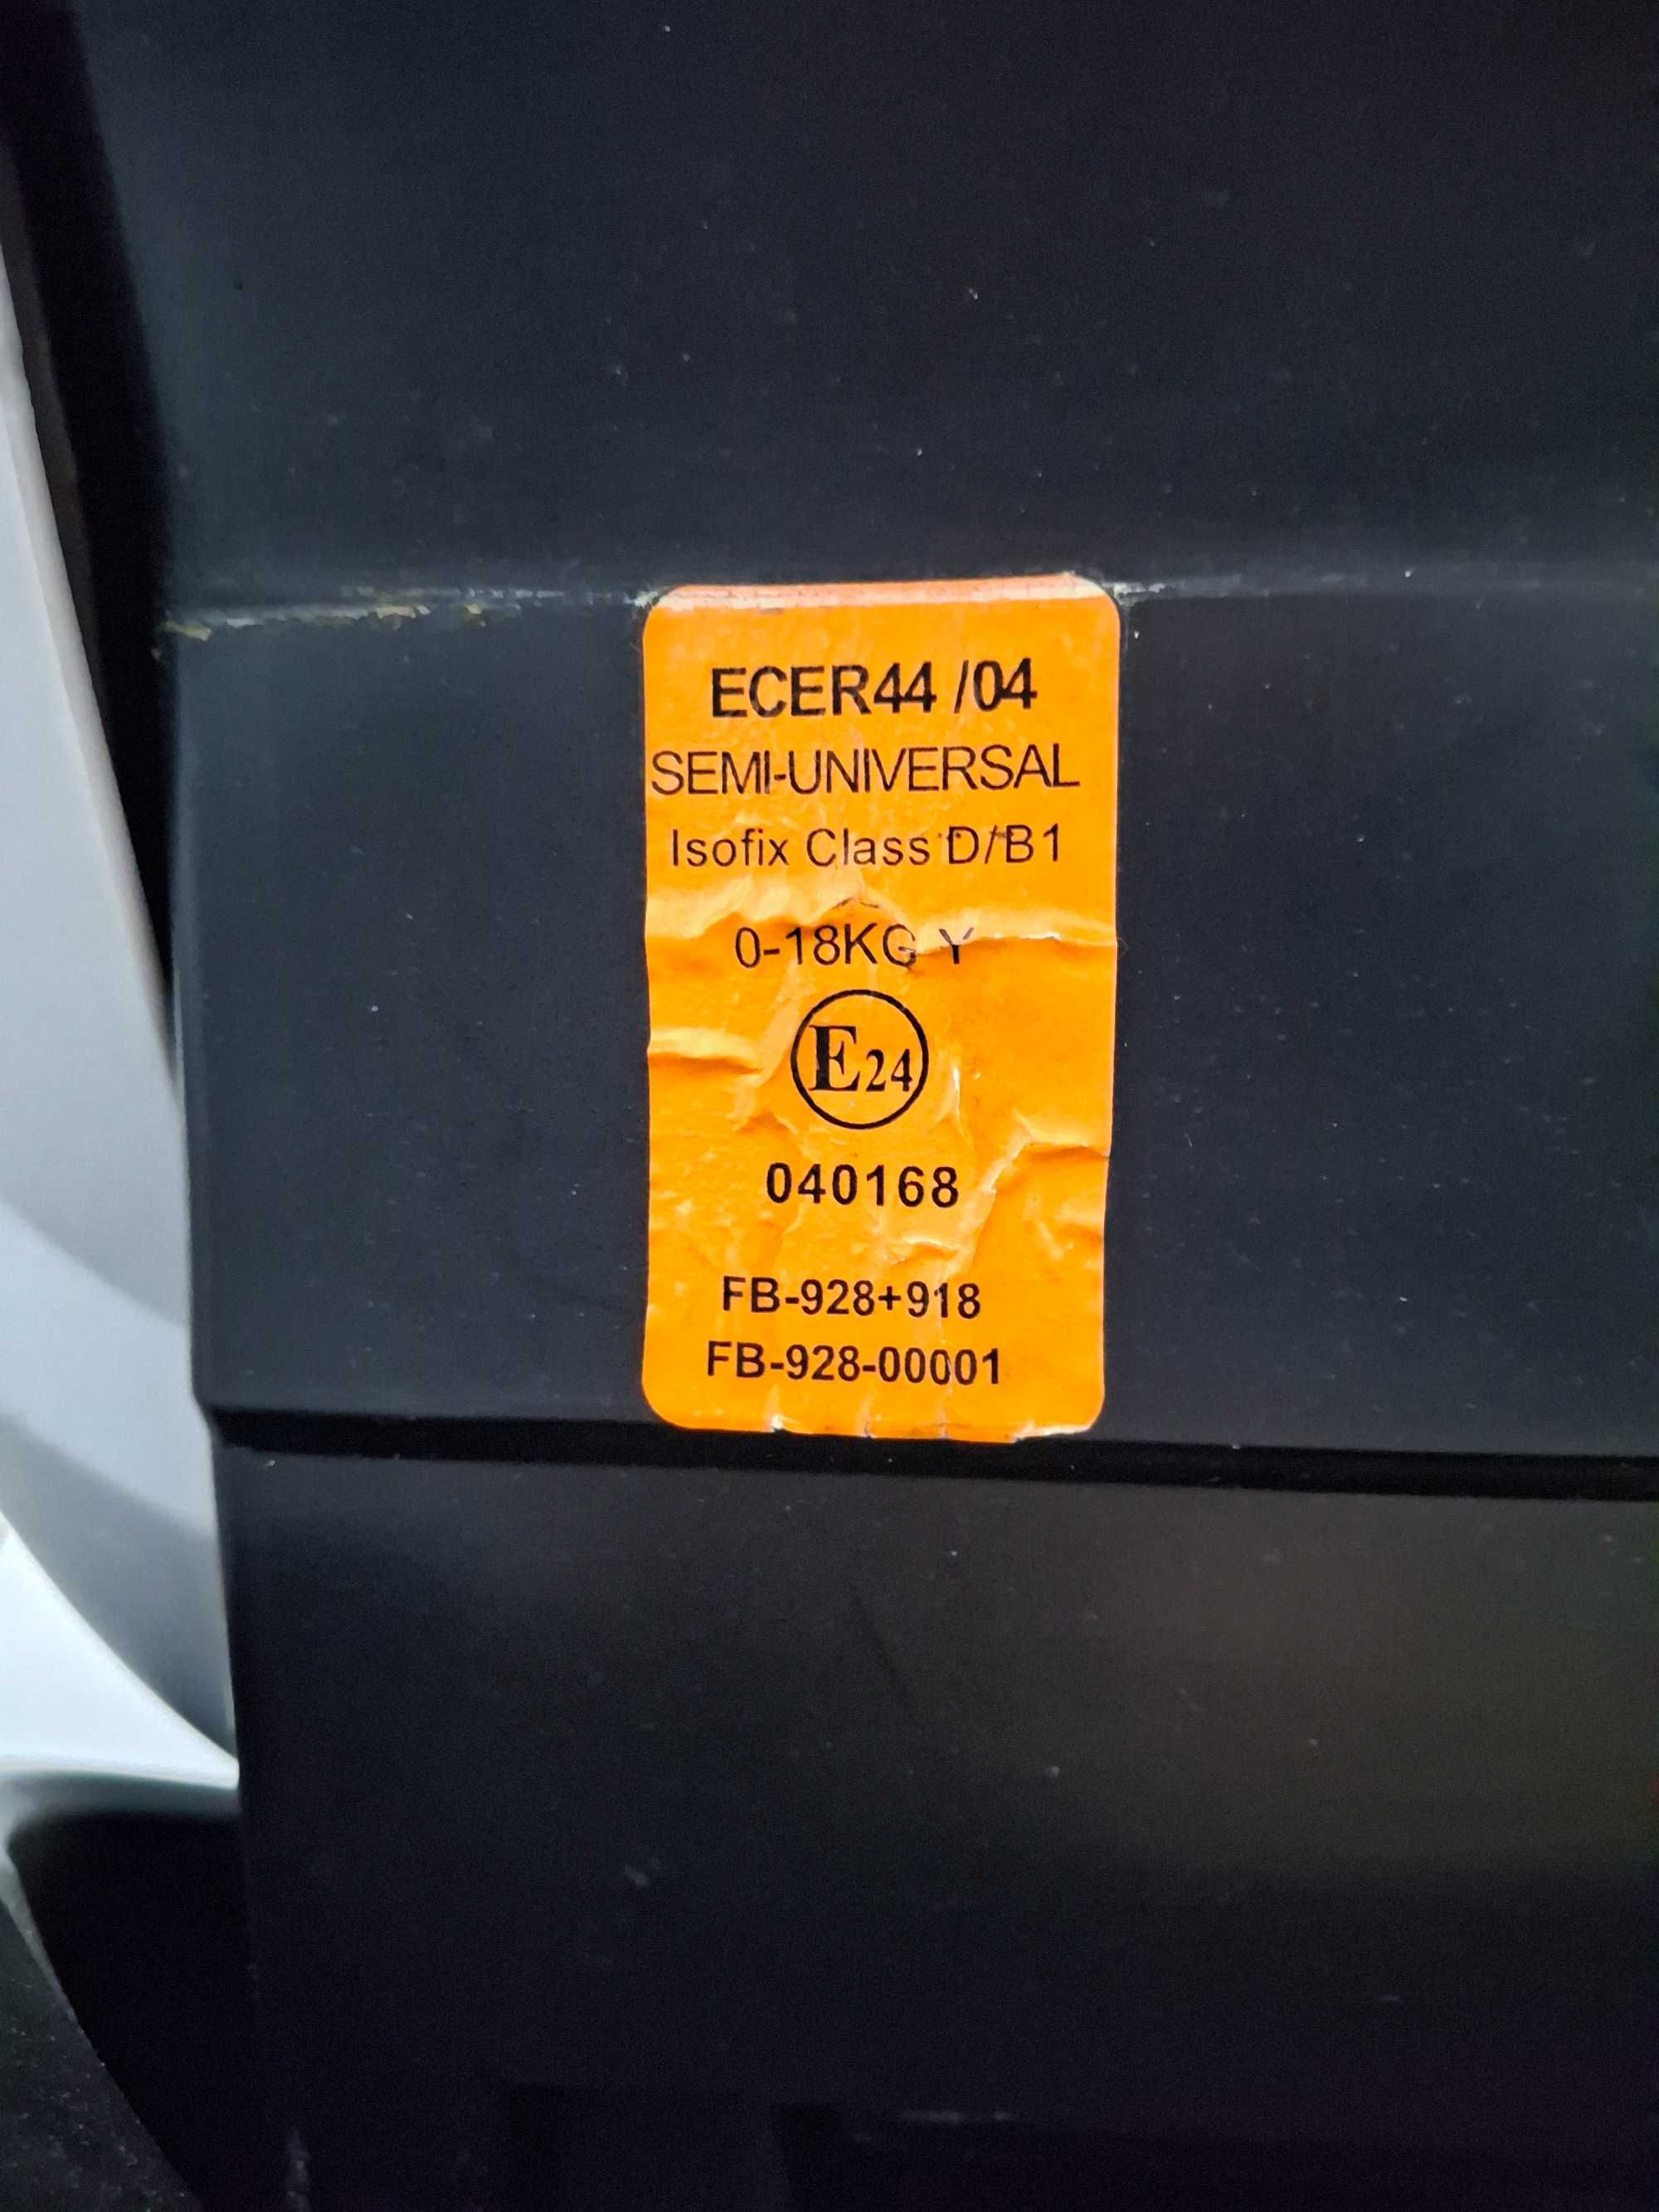 ECER44 /04
SEMI-UNIVERSAL
Isofix Class D/B1
0-18KG Y
E24
040168
FB-928+918
FB-928-00001